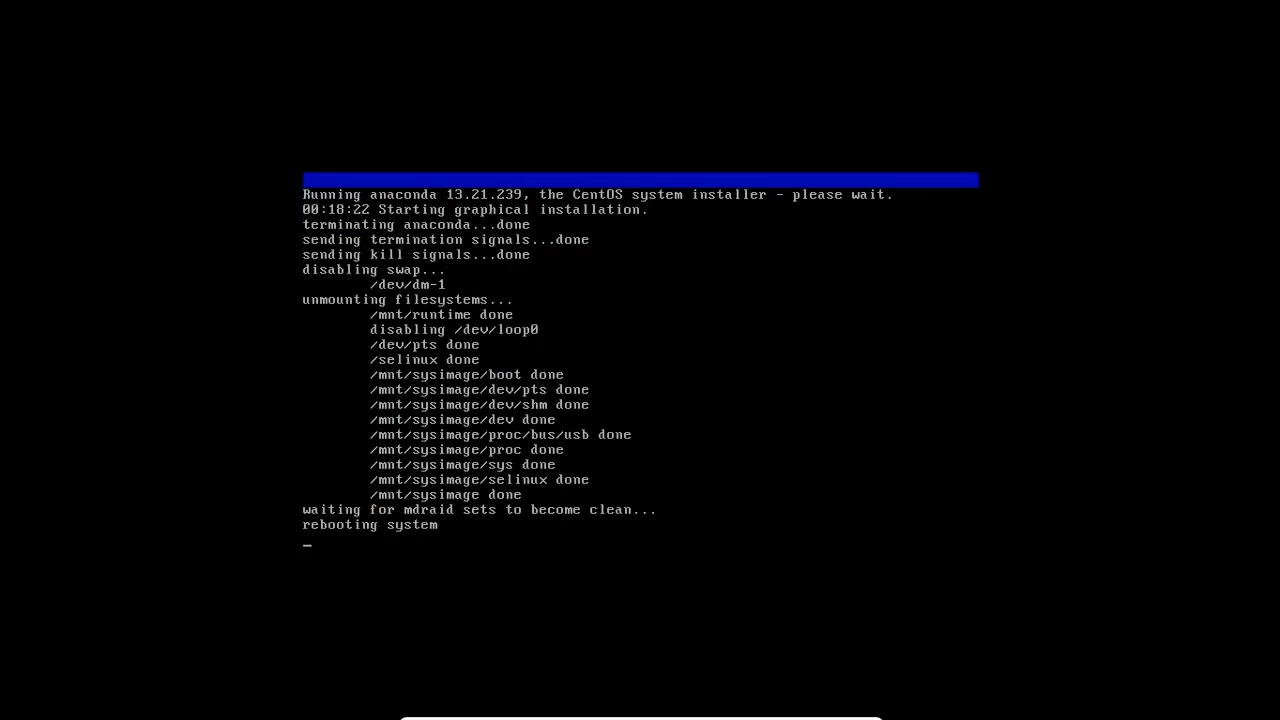 Running anaconda 13.21.239, the CentOS system installer - please wait.
00:18:22 Starting graphical installation.
terminating anaconda...done
sending termination signals...done
sending kill signals...done
disabling swap...
/dev/dm-1
unmounting filesystems...
/mnt/runtime done
disabling /dev/loop0
/dev/pts done
/selinux done
/mnt/sysimage/boot done
/mnt/sysimage/dev/pts done
/mnt/sysimage/dev/shm done
/mnt/sysimage/dev done
/mnt/sysimage/proc/bus/usb done
/mnt/sysimage/proc done
/mnt/sysimage/sys done
/mnt/sysimage/selinux done
/mnt/sysimage done
waiting for mdraid sets to become clean...
rebooting system